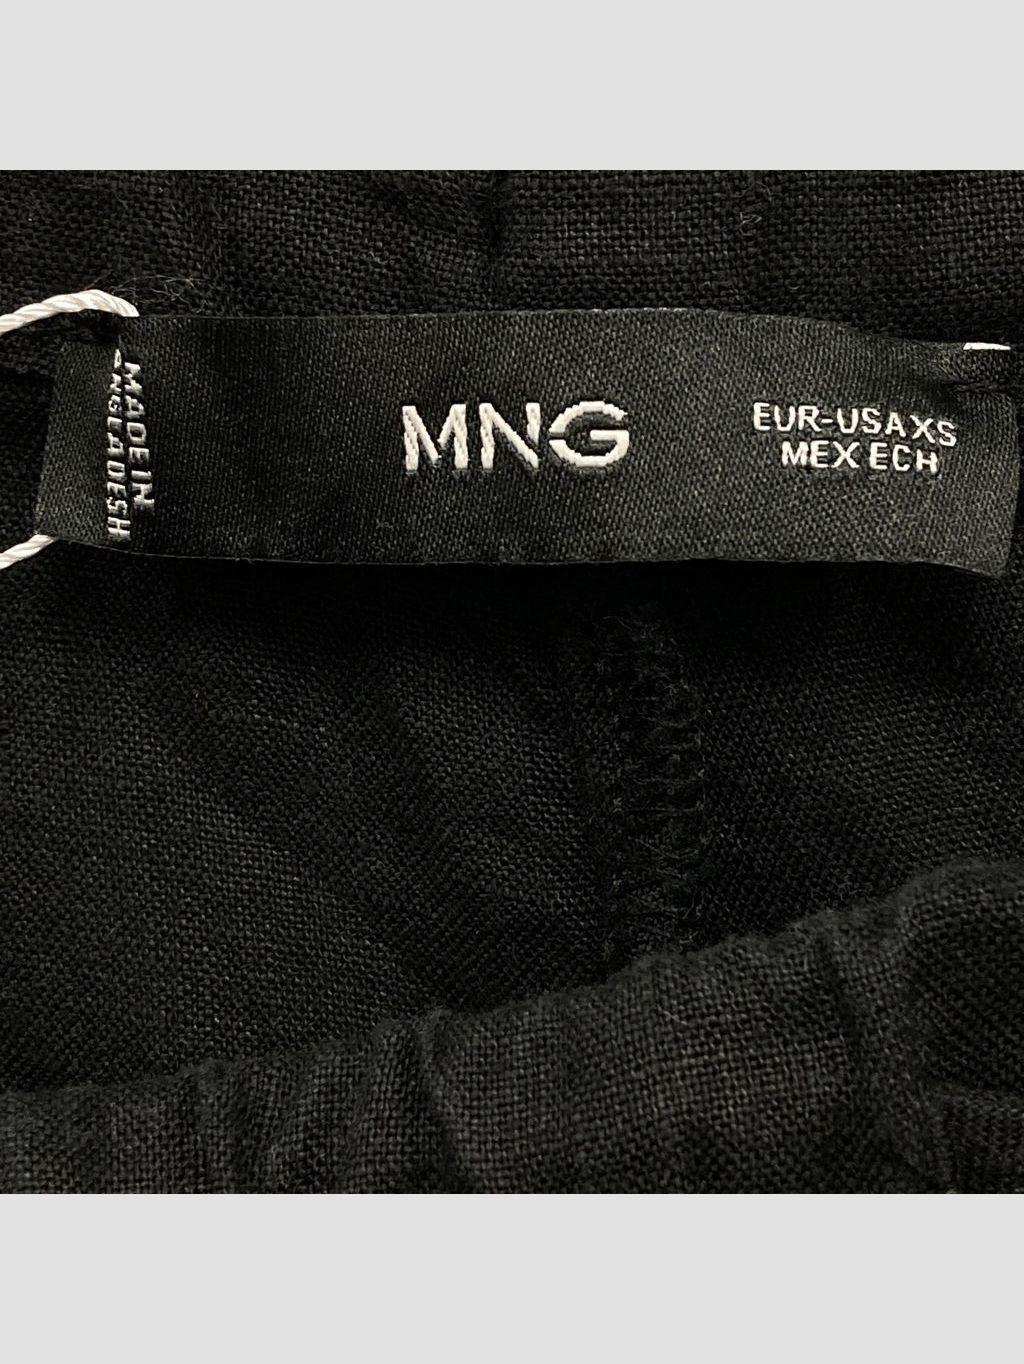 MADE IN
BANGLADESH
MNG
EUR-USA XS
MEX ECH